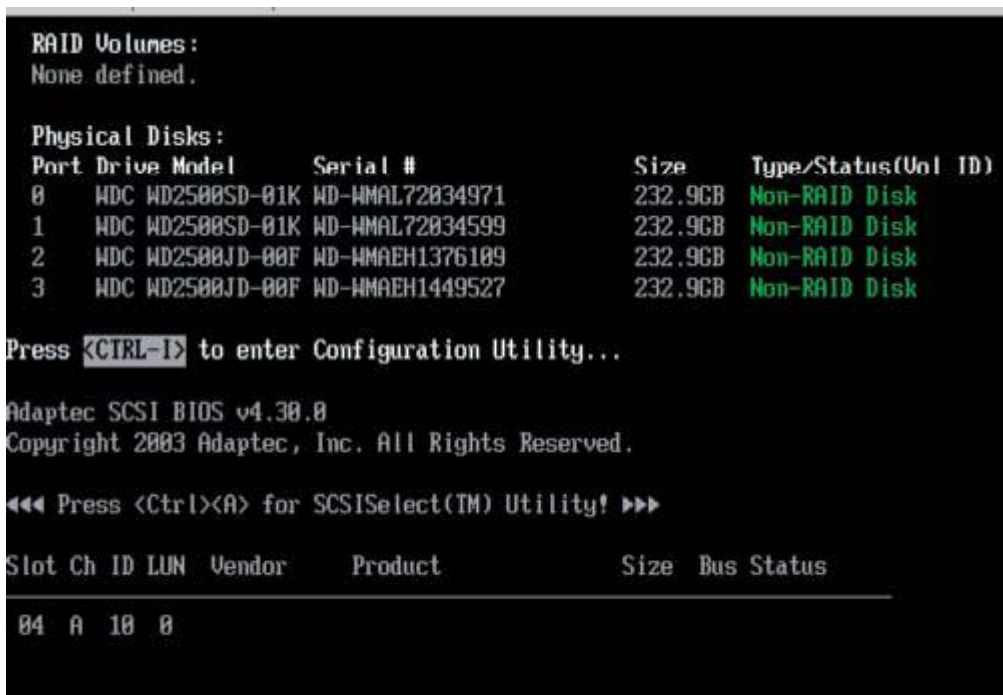 RAID Volumes:
None defined.
Physical Disks:
Port Drive Model Serial # Size Type/Status(Vol ID)
0 WDC WD2500SD-01K WD-WMAL72034971 232.9GB Non-RAID Disk
1 WDC WD2500SD-01K WD-WMAL72034599 232.9GB Non-RAID Disk
2 WDC WD2500JD-00F WD-WMAEH1376109 232.9GB Non-RAID Disk
3 WDC WD2500JD-00F WD-WMAEH1449527 232.9GB Non-RAID Disk
Press <CTRL-I> to enter Configuration Utility...
Adaptec SCSI BIOS v4.30.0
Copyright 2003 Adaptec, Inc. All Rights Reserved.
◄◄◄ Press <Ctrl><A> for SCSISelect(TM) Utility! ►►►
Slot Ch ID LUN Vendor Product Size Bus Status
04 A 10 0